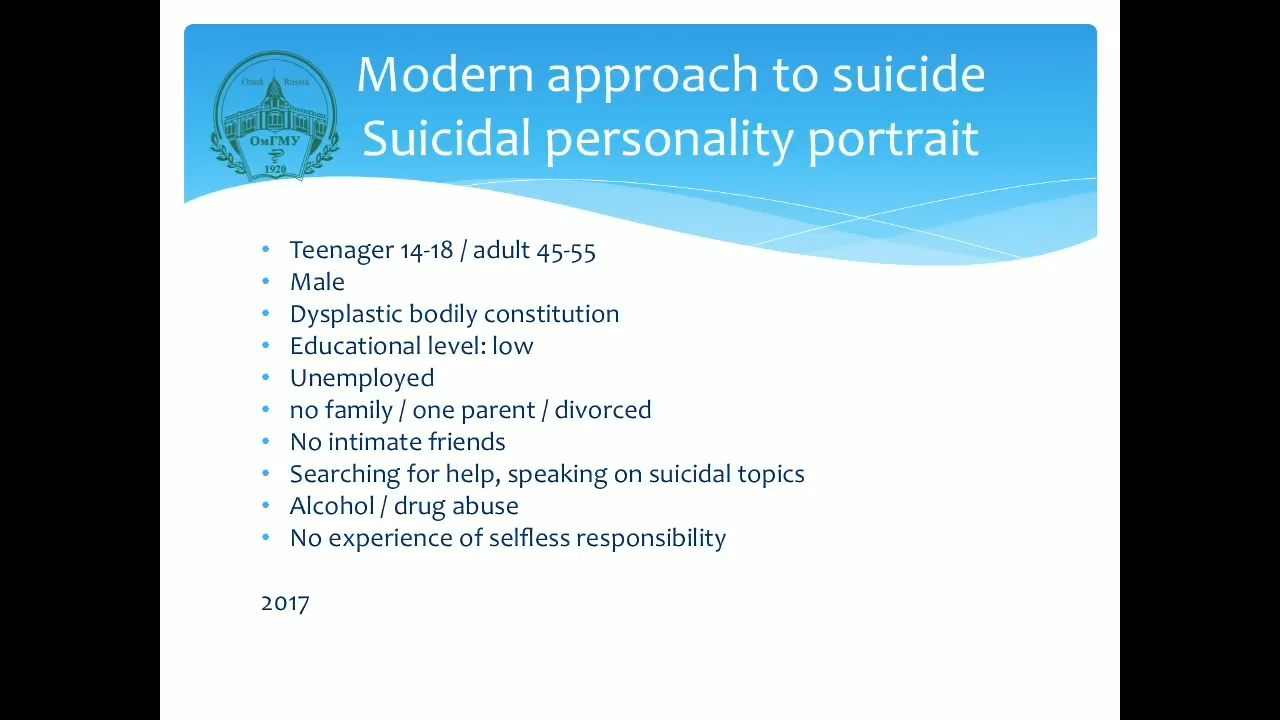 Modern approach to suicide
Suicidal personality portrait
Omsk Russia
ОмГМУ
1920
• Teenager 14-18 / adult 45-55
• Male
• Dysplastic bodily constitution
• Educational level: low
• Unemployed
• no family / one parent / divorced
• No intimate friends
• Searching for help, speaking on suicidal topics
• Alcohol / drug abuse
• No experience of selfless responsibility
2017